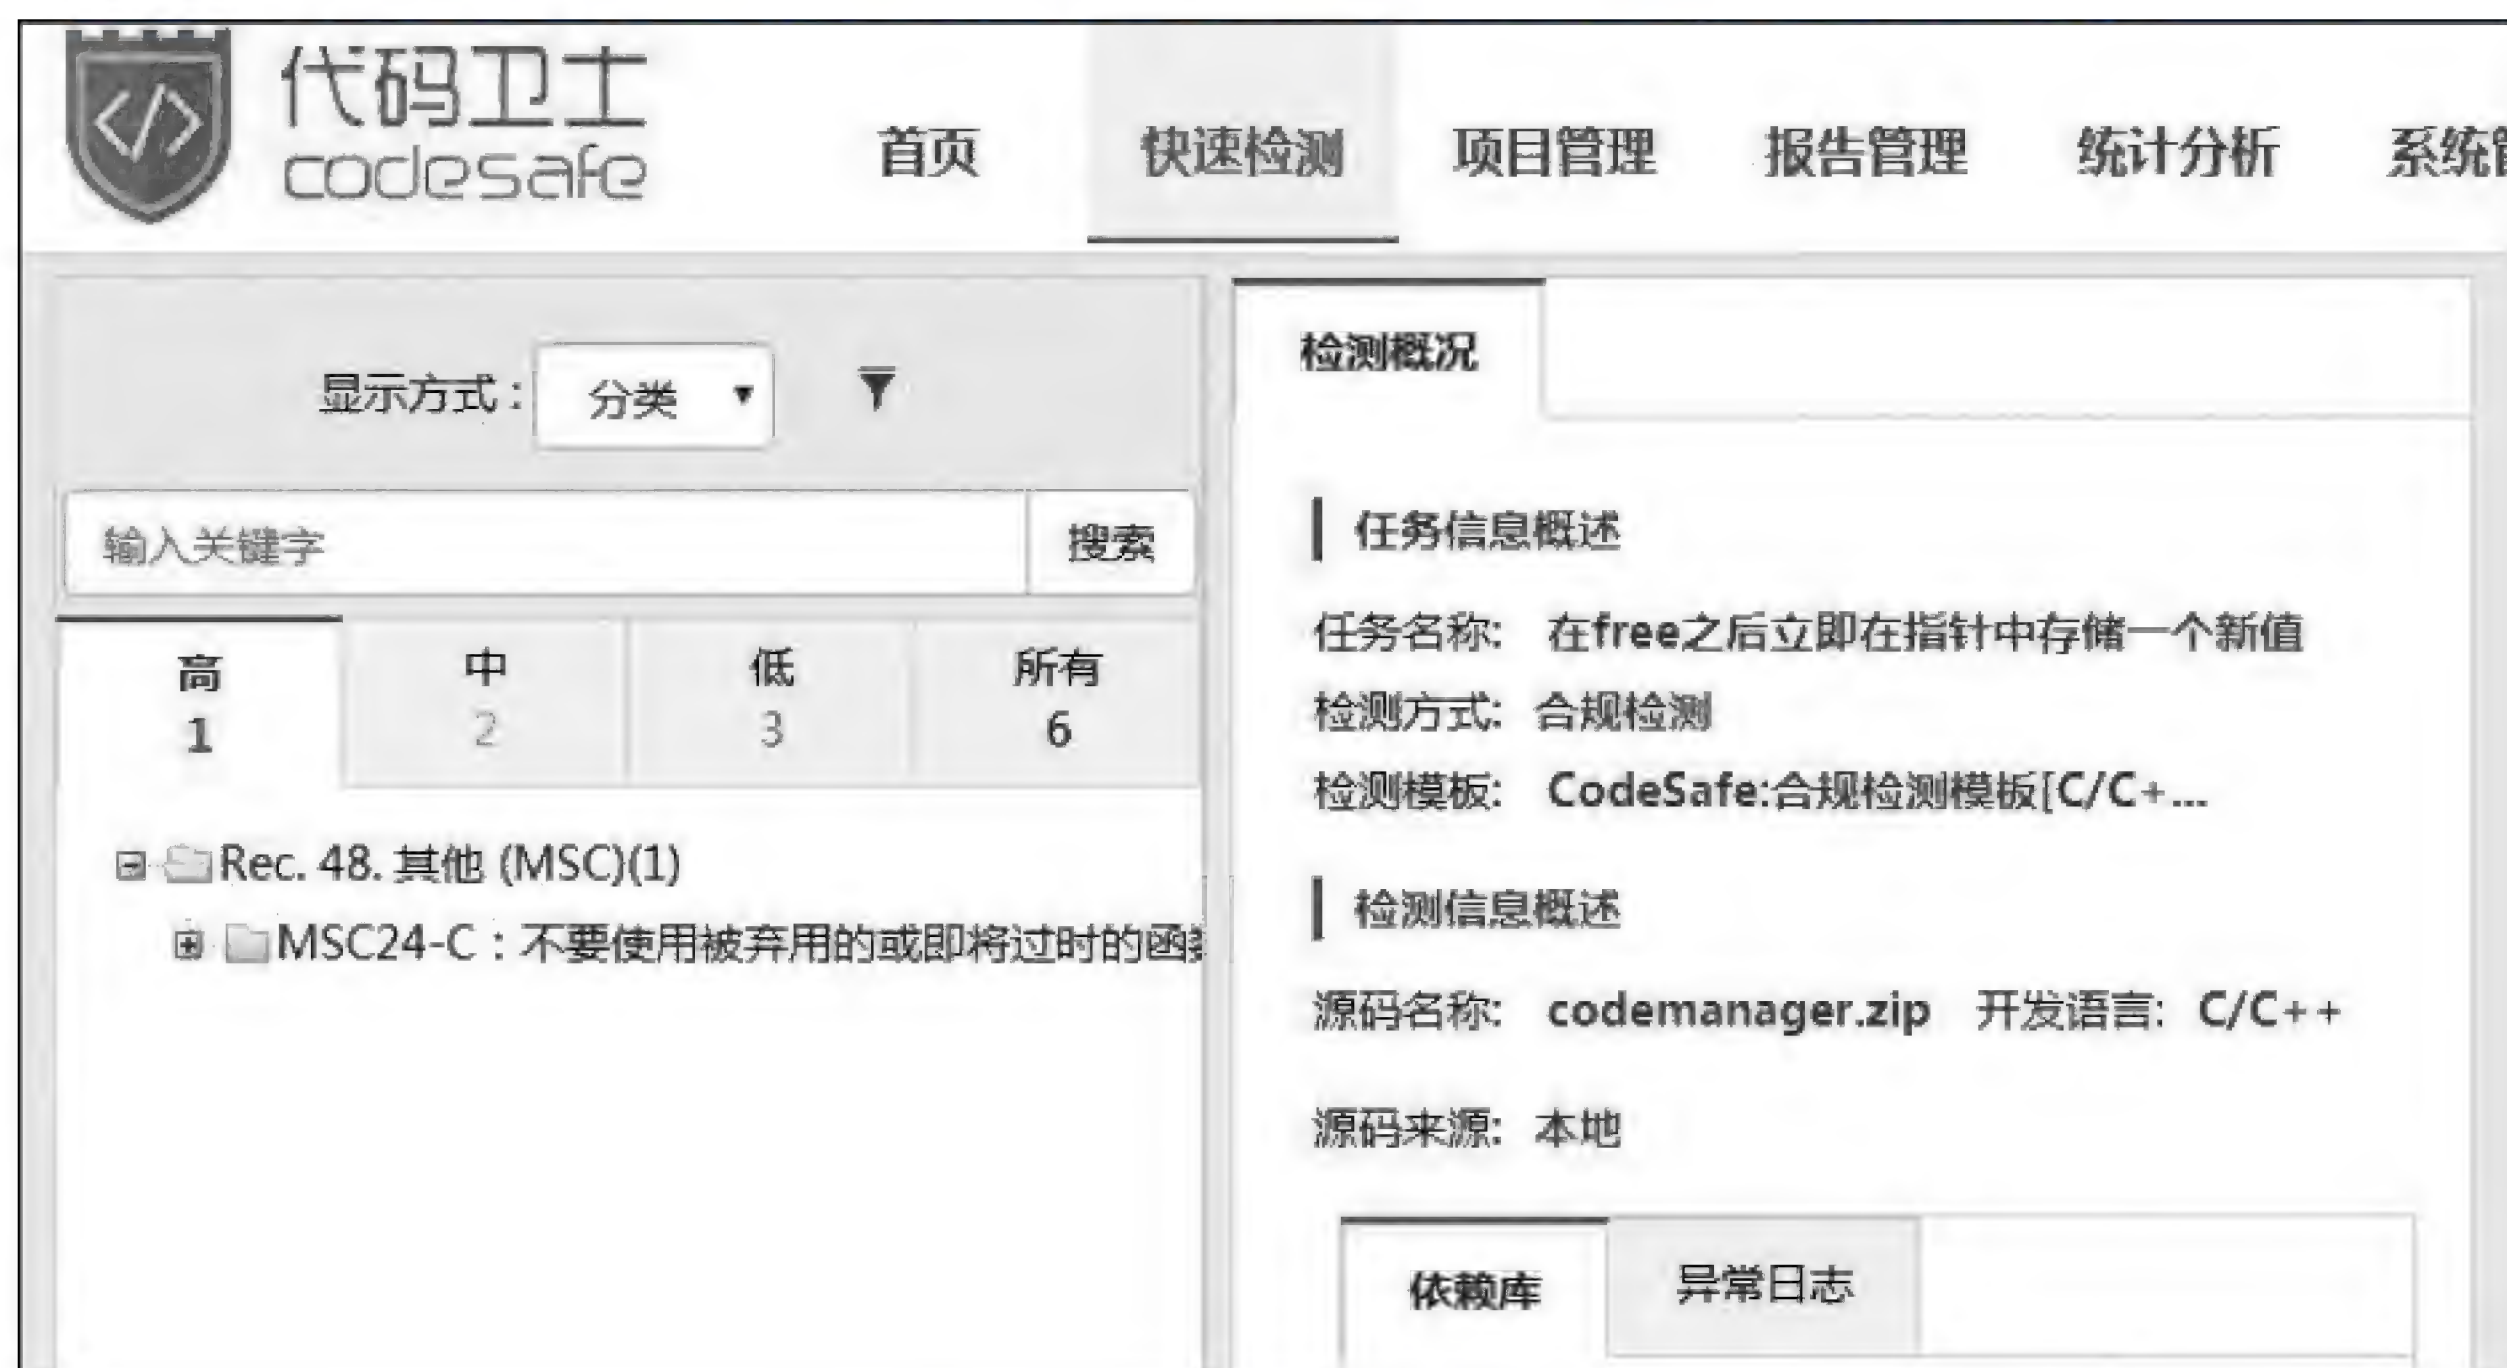 代码卫士
codesafe
首页 快速检测 项目管理 报告管理 统计分析 系统
显示方式： 分类
输入关键字 搜索
高 中 低 所有
1 2 3 6
Rec. 48. 其他 (MSC)(1)
MSC24-C：不要使用被弃用的或即将过时的函
检测概况
任务信息概述
任务名称: 在free之后立即在指针中存储一个新值
检测方式: 合规检测
检测模板: CodeSafe:合规检测模板[C/C+...
检测信息概述
源码名称: codemanager.zip 开发语言: C/C++
源码来源: 本地
依赖库 异常日志